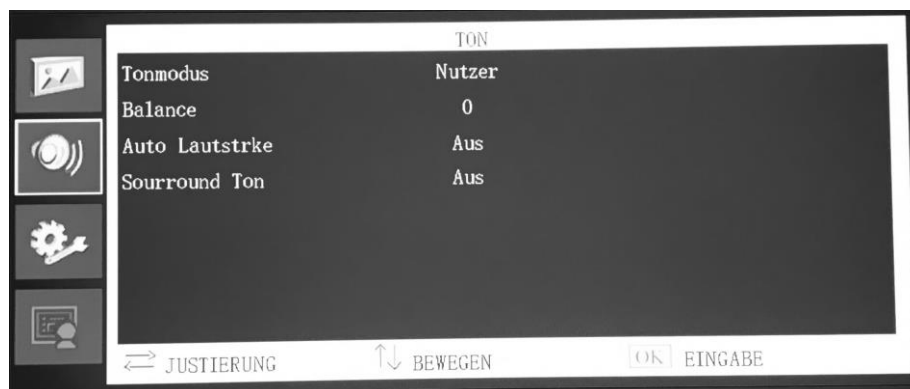 TON
Tonmodus Nutzer
Balance 0
Auto Lautstrke Aus
Sourround Ton Aus
JUSTIERUNG BEWEGEN OK EINGABE